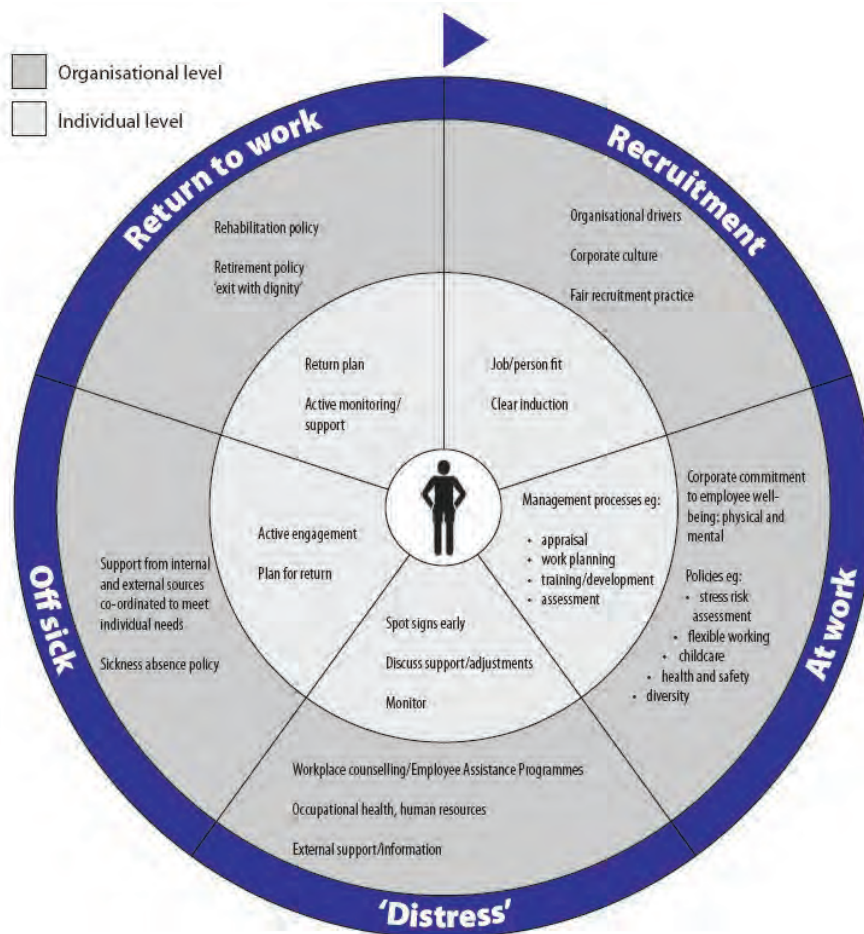 Organisational level
Individual level
Recruitment
Organisational drivers
Corporate culture
Fair recruitment practice
Job/person fit
Clear induction
At work
Corporate commitment
to employee well-
being: physical and
mental
Policies eg:
• stress risk
assessment
• flexible working
• childcare
• health and safety
• diversity
Management processes eg:
• appraisal
• work planning
• training/development
• assessment
'Distress'
Spot signs early
Discuss support/adjustments
Monitor
Workplace counselling/Employee Assistance Programmes
Occupational health, human resources
External support/information
Off sick
Active engagement
Plan for return
Support from internal
and external sources
co-ordinated to meet
individual needs
Sickness absence policy
Return to work
Rehabilitation policy
Retirement policy
'exit with dignity'
Return plan
Active monitoring/
support